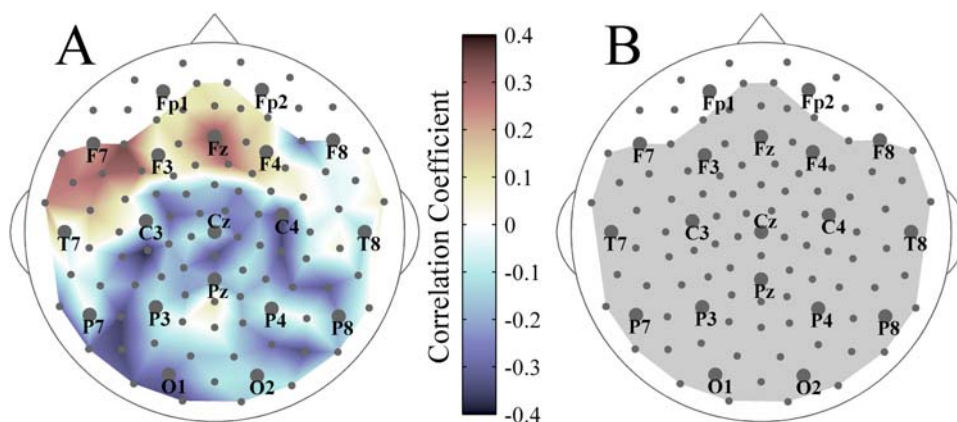 A
B
Fp1 Fp2
F7 F3 Fz F4 F8
T7 C3 Cz C4 T8
Pz
P7 P3 P4 P8
O1 O2
Correlation Coefficient
0.4
0.3
0.2
0.1
0
-0.1
-0.2
-0.3
-0.4
Fp1 Fp2
F7 F3 Fz F4 F8
T7 C3 Cz C4 T8
Pz
P7 P3 P4 P8
O1 O2